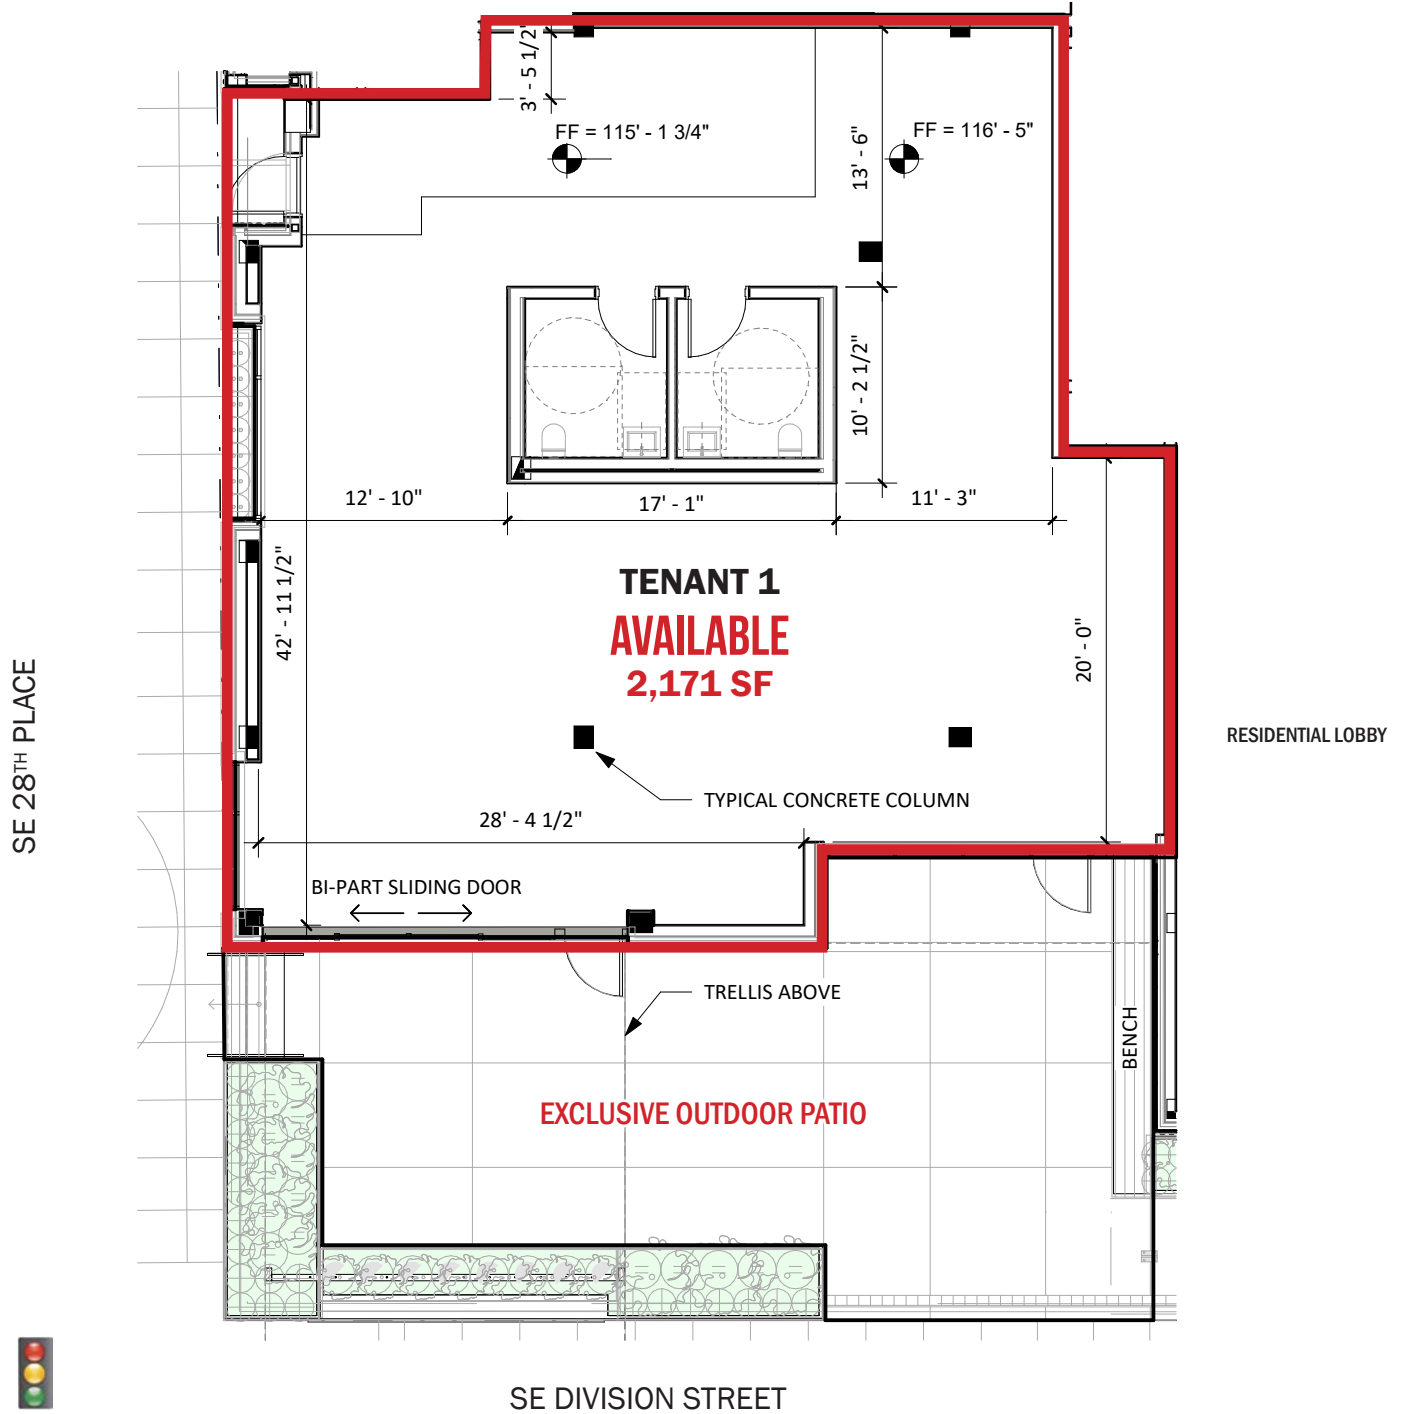 3' - 5 1/2"
FF = 115' - 1 3/4"
FF = 116' - 5"
13' - 6"
10' - 2 1/2"
12' - 10"
17' - 1"
11' - 3"
42' - 11 1/2"
TENANT 1
AVAILABLE
2,171 SF
20' - 0"
SE 28TH PLACE
RESIDENTIAL LOBBY
TYPICAL CONCRETE COLUMN
28' - 4 1/2"
BI-PART SLIDING DOOR
TRELLIS ABOVE
BENCH
EXCLUSIVE OUTDOOR PATIO
SE DIVISION STREET